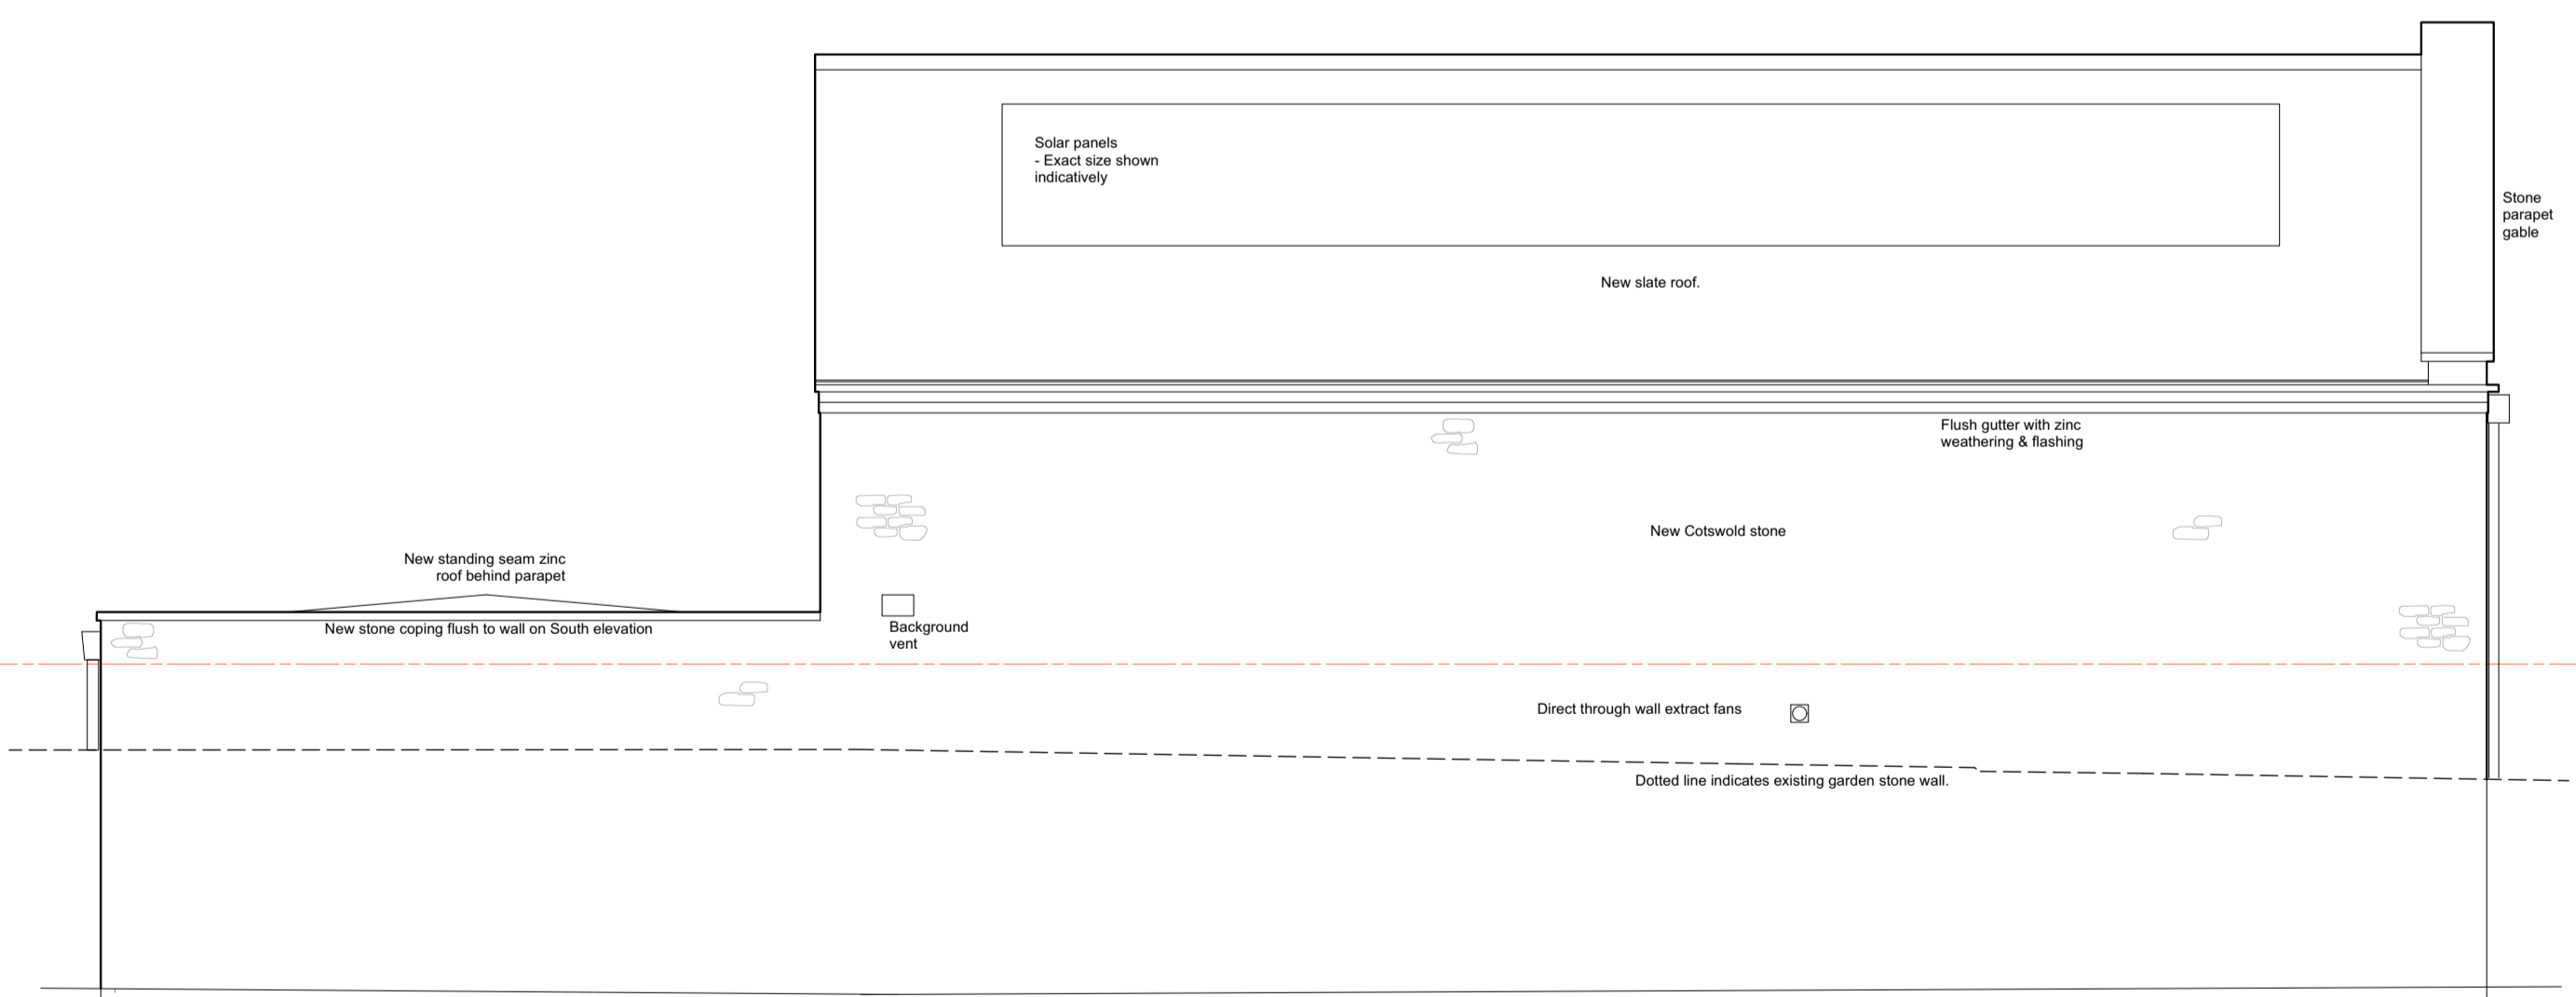 Solar panels
- Exact size shown
indicatively
Stone
parapet
gable
New slate roof.
Flush gutter with zinc
weathering & flashing
New Cotswold stone
New standing seam zinc
roof behind parapet
New stone coping flush to wall on South elevation
Background
vent
Direct through wall extract fans
Dotted line indicates existing garden stone wall.